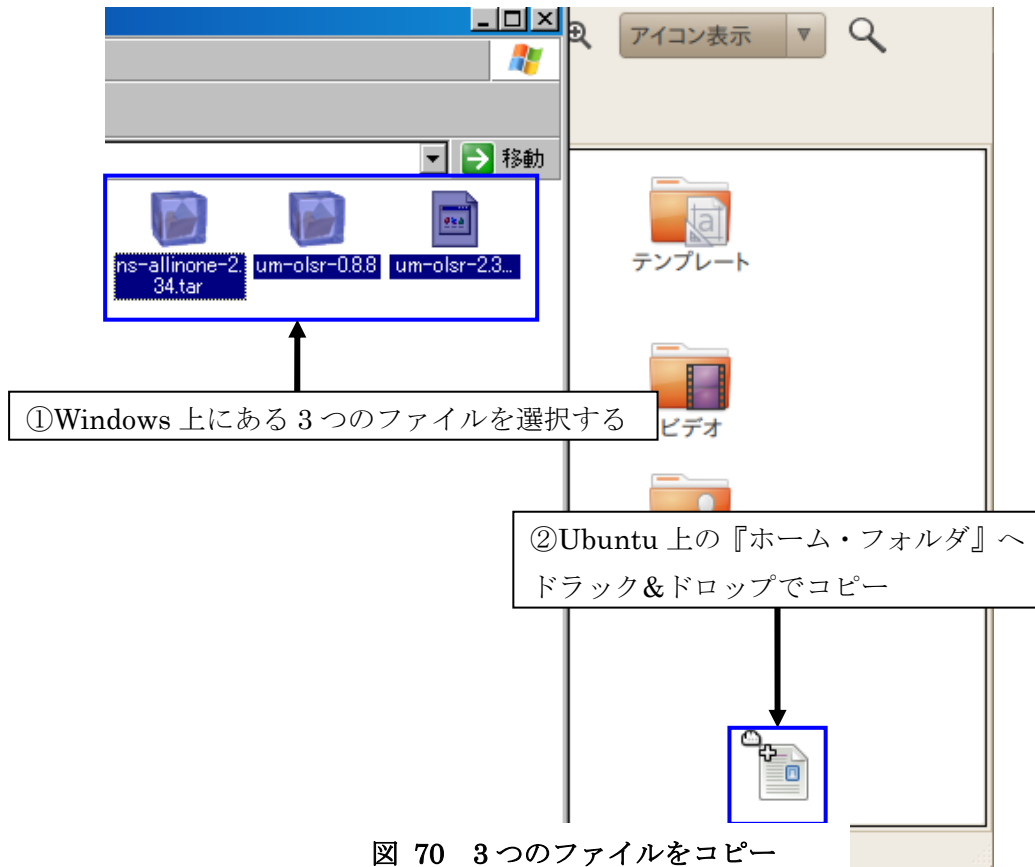 アイコン表示
移動
ns-allinone-2.
34.tar
um-olsr-0.8.8
um-olsr-2.3...
テンプレート
①Windows 上にある 3 つのファイルを選択する
ビデオ
②Ubuntu 上の『ホーム・フォルダ』へ
ドラック&ドロップでコピー
図 70 3 つのファイルをコピー